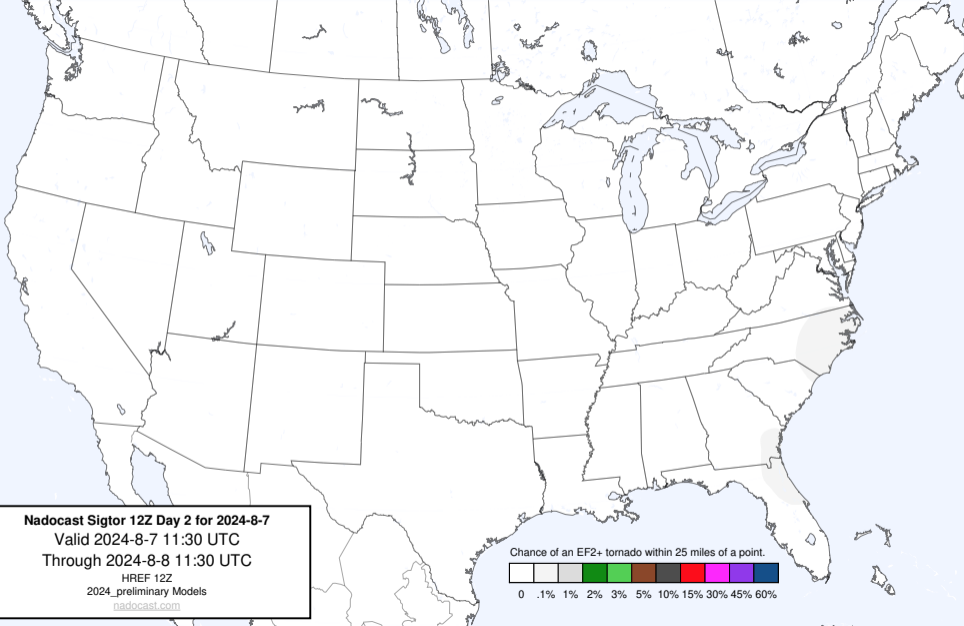 Nadocast Sigtor 12Z Day 2 for 2024-8-7
Valid 2024-8-7 11:30 UTC
Through 2024-8-8 11:30 UTC
HREF 12Z
2024_preliminary Models
nadocast.com
Chance of an EF2+ tornado within 25 miles of a point.
0 .1% 1% 2% 3% 5% 10% 15% 30% 45% 60%